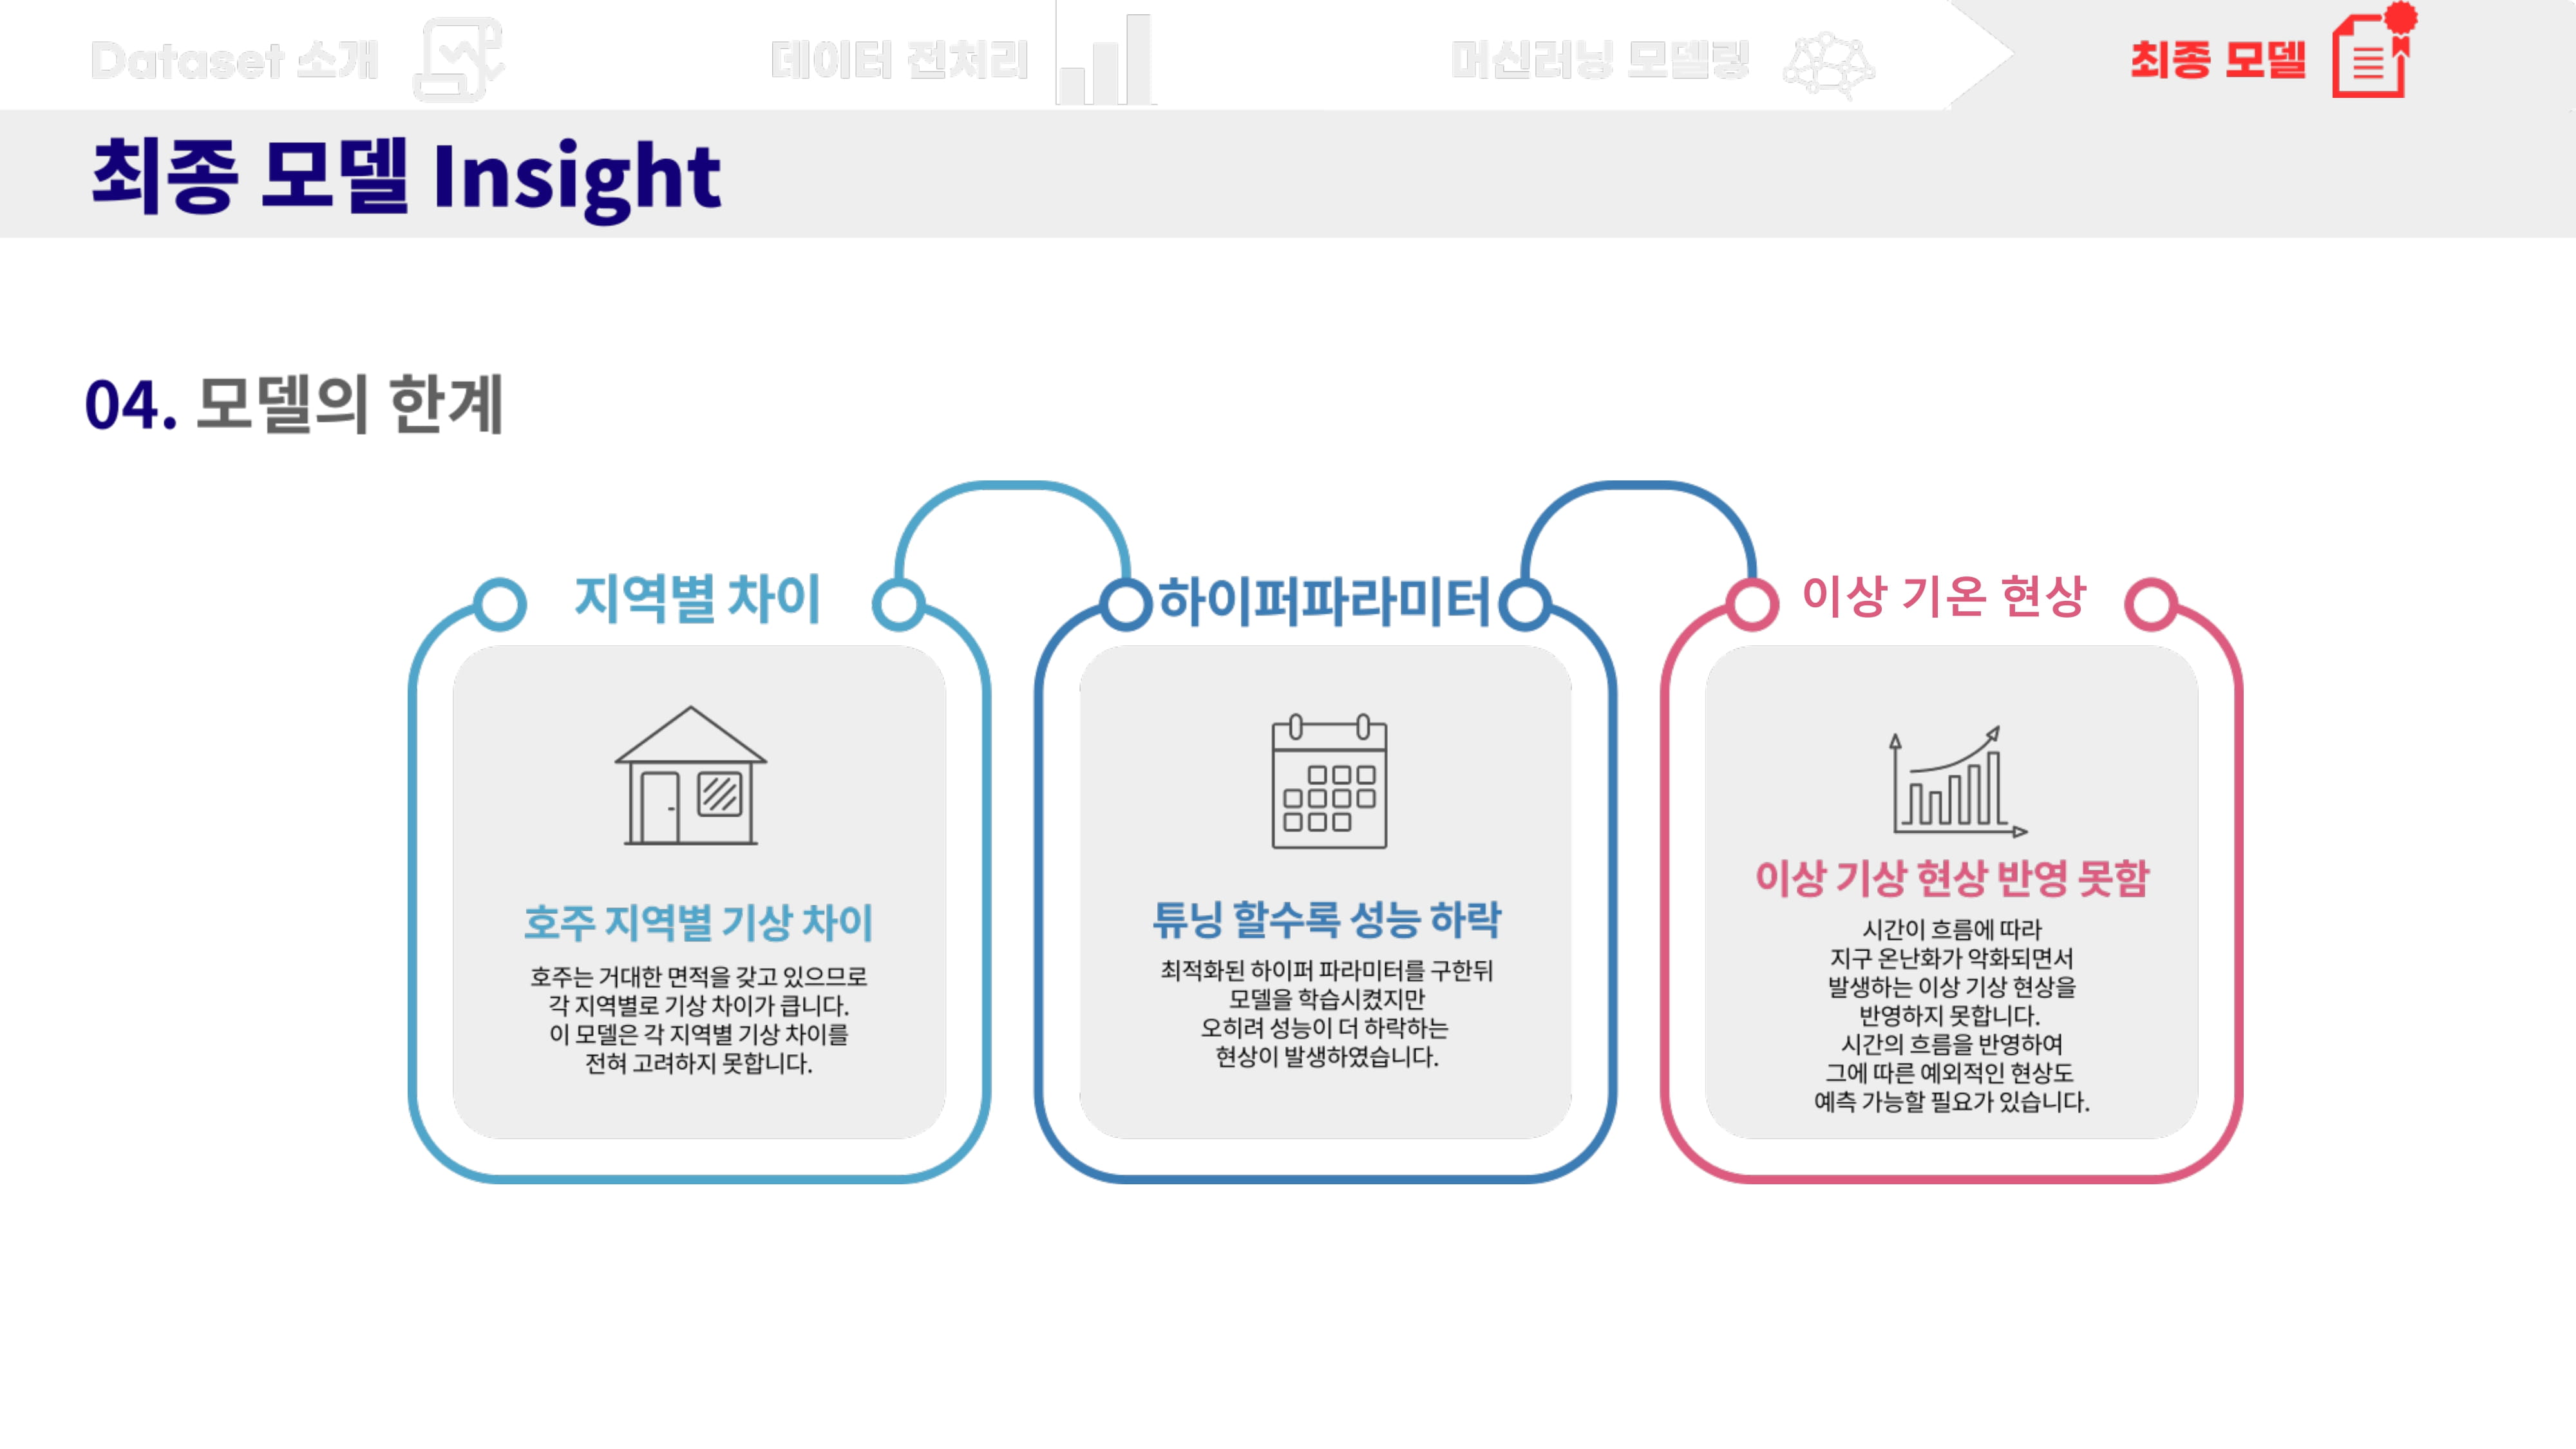 Dataset 소개
데이터 전처리
머신러닝 모델링
최종 모델
최종 모델 Insight
04. 모델의 한계
지역별 차이
호주 지역별 기상 차이
호주는 거대한 면적을 갖고 있으므로
각 지역별로 기상 차이가 큽니다.
이 모델은 각 지역별 기상 차이를
전혀 고려하지 못합니다.
하이퍼파라미터
튜닝 할수록 성능 하락
최적화된 하이퍼 파라미터를 구한뒤
모델을 학습시켰지만
오히려 성능이 더 하락하는
현상이 발생하였습니다.
이상 기온 현상
이상 기상 현상 반영 못함
시간이 흐름에 따라
지구 온난화가 악화되면서
발생하는 이상 기상 현상을
반영하지 못합니다.
시간의 흐름을 반영하여
그에 따른 예외적인 현상도
예측 가능할 필요가 있습니다.